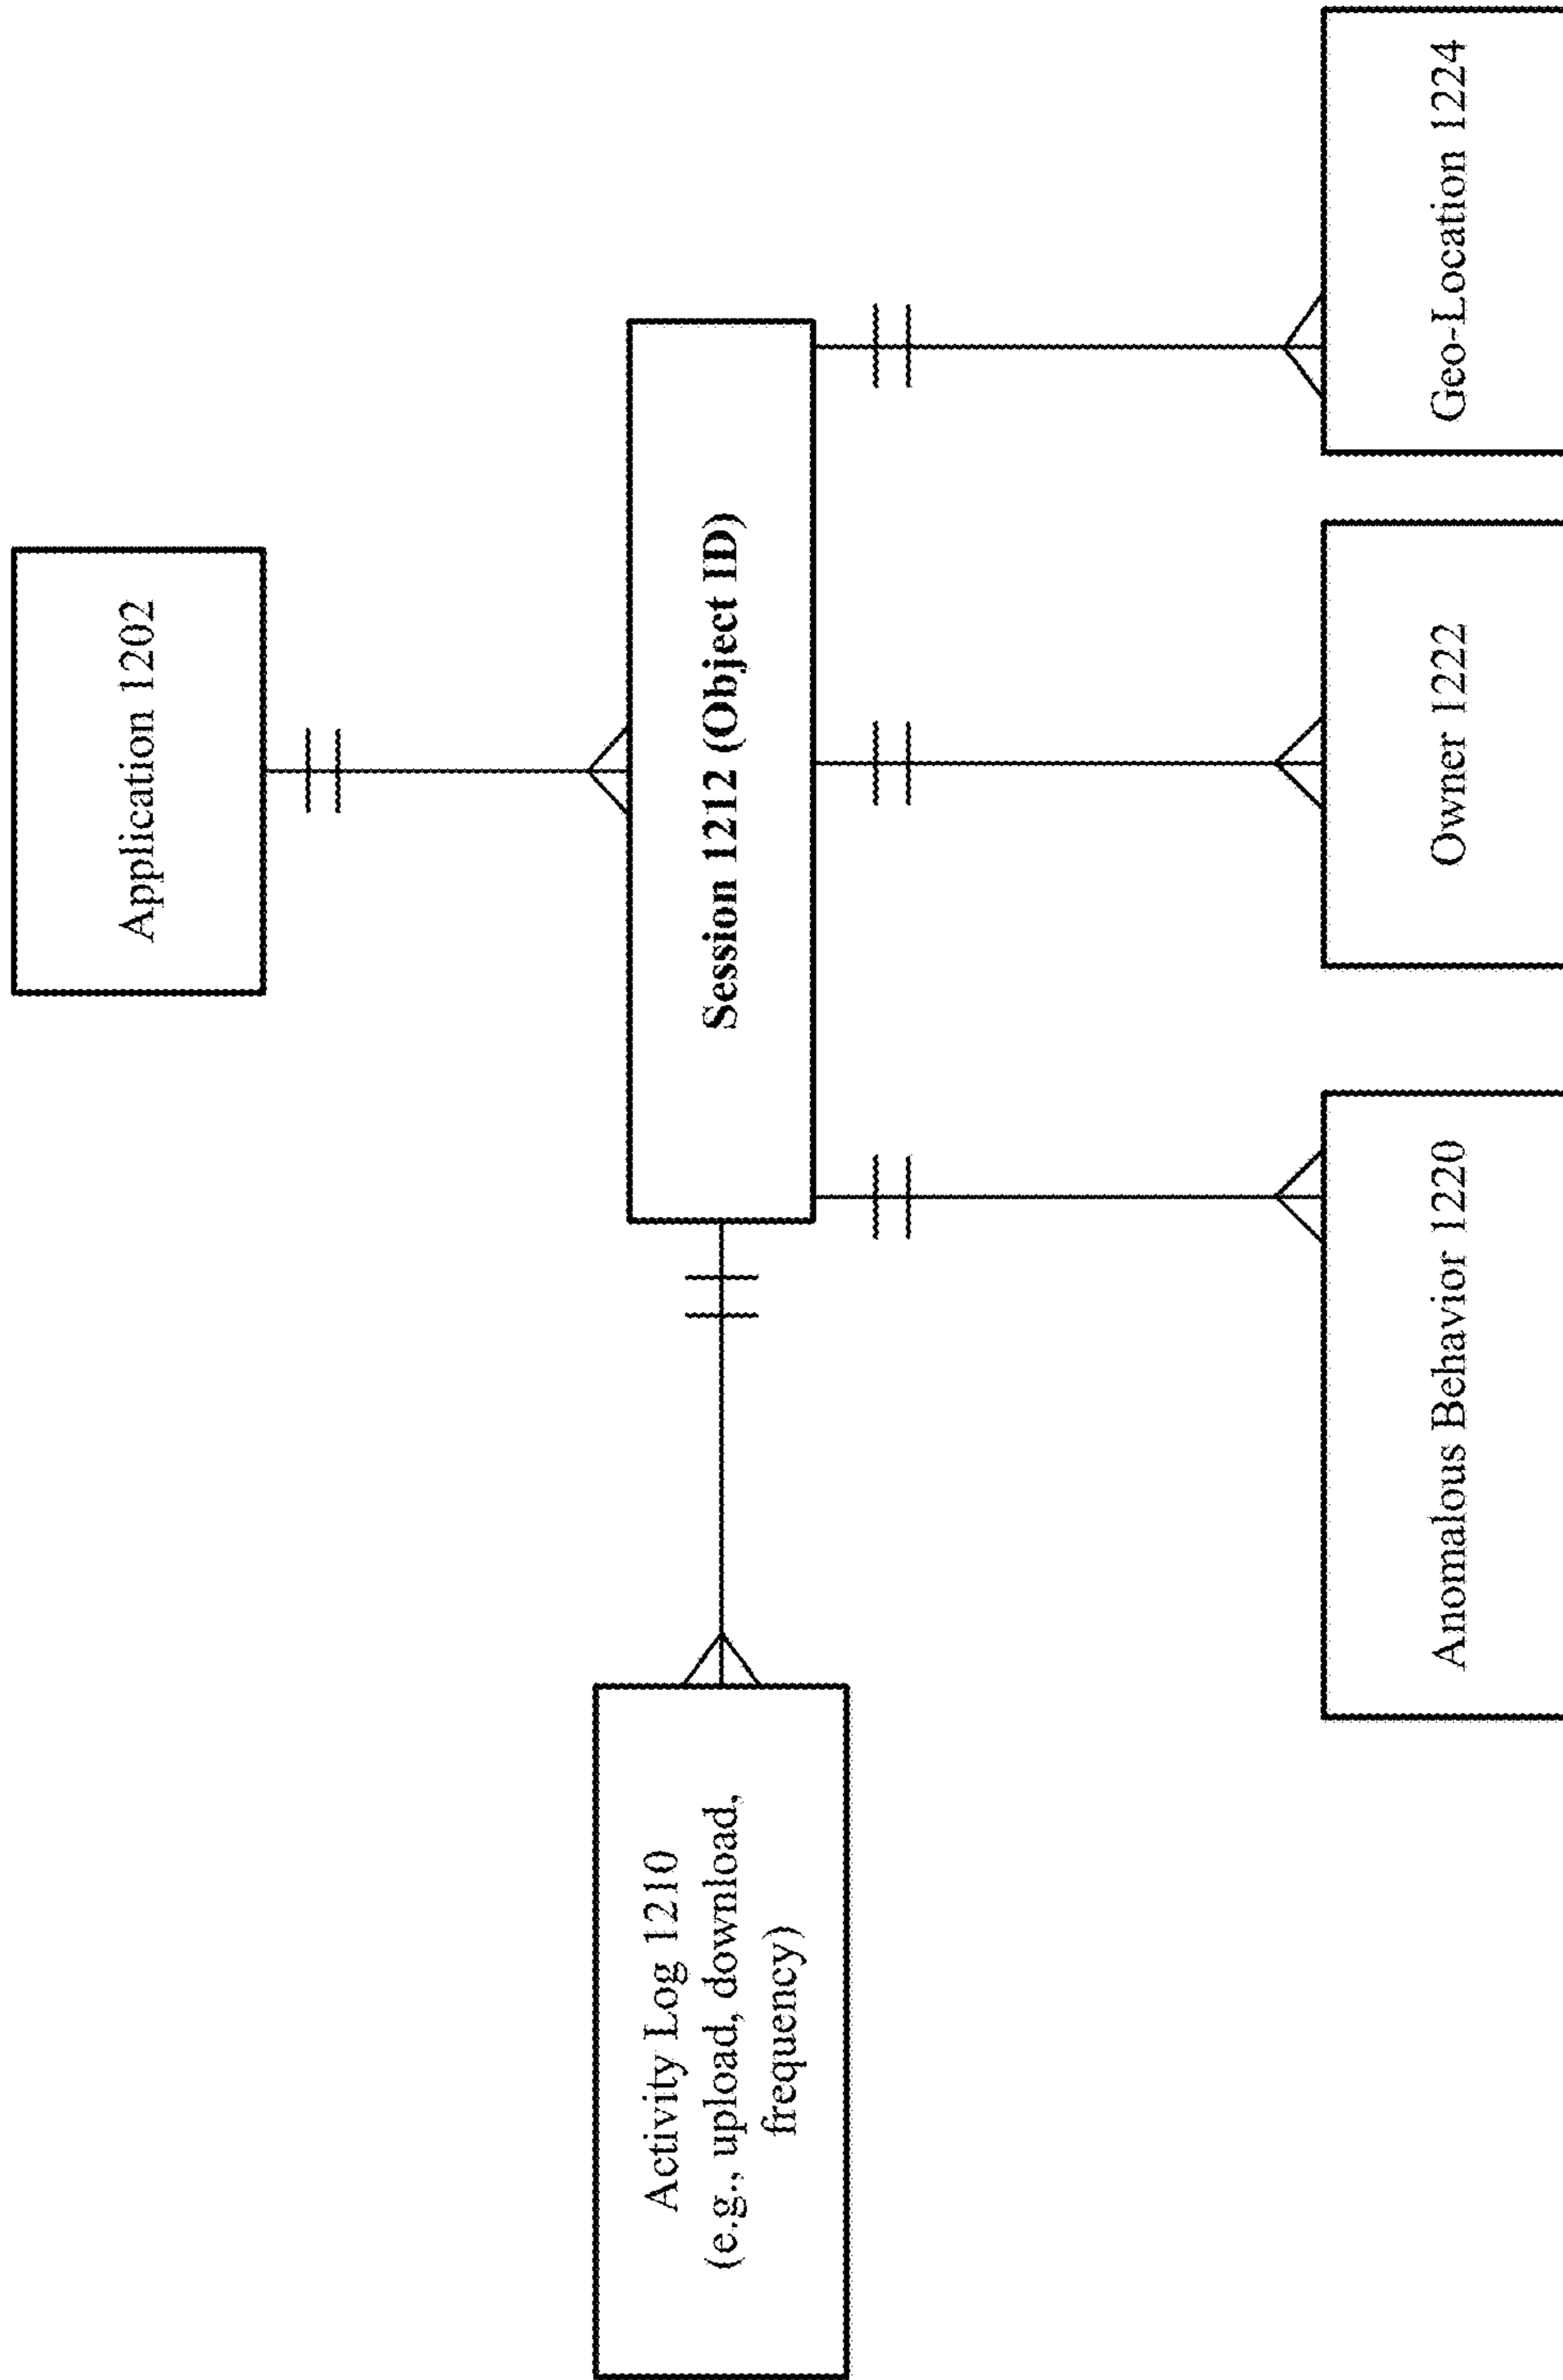 Application 1202
Activity Log 1210
(e.g., upload, download,
frequency)
Session 1212 (Object ID)
Anomalous Behavior 1220
Owner 1222
Geo-Location 1224